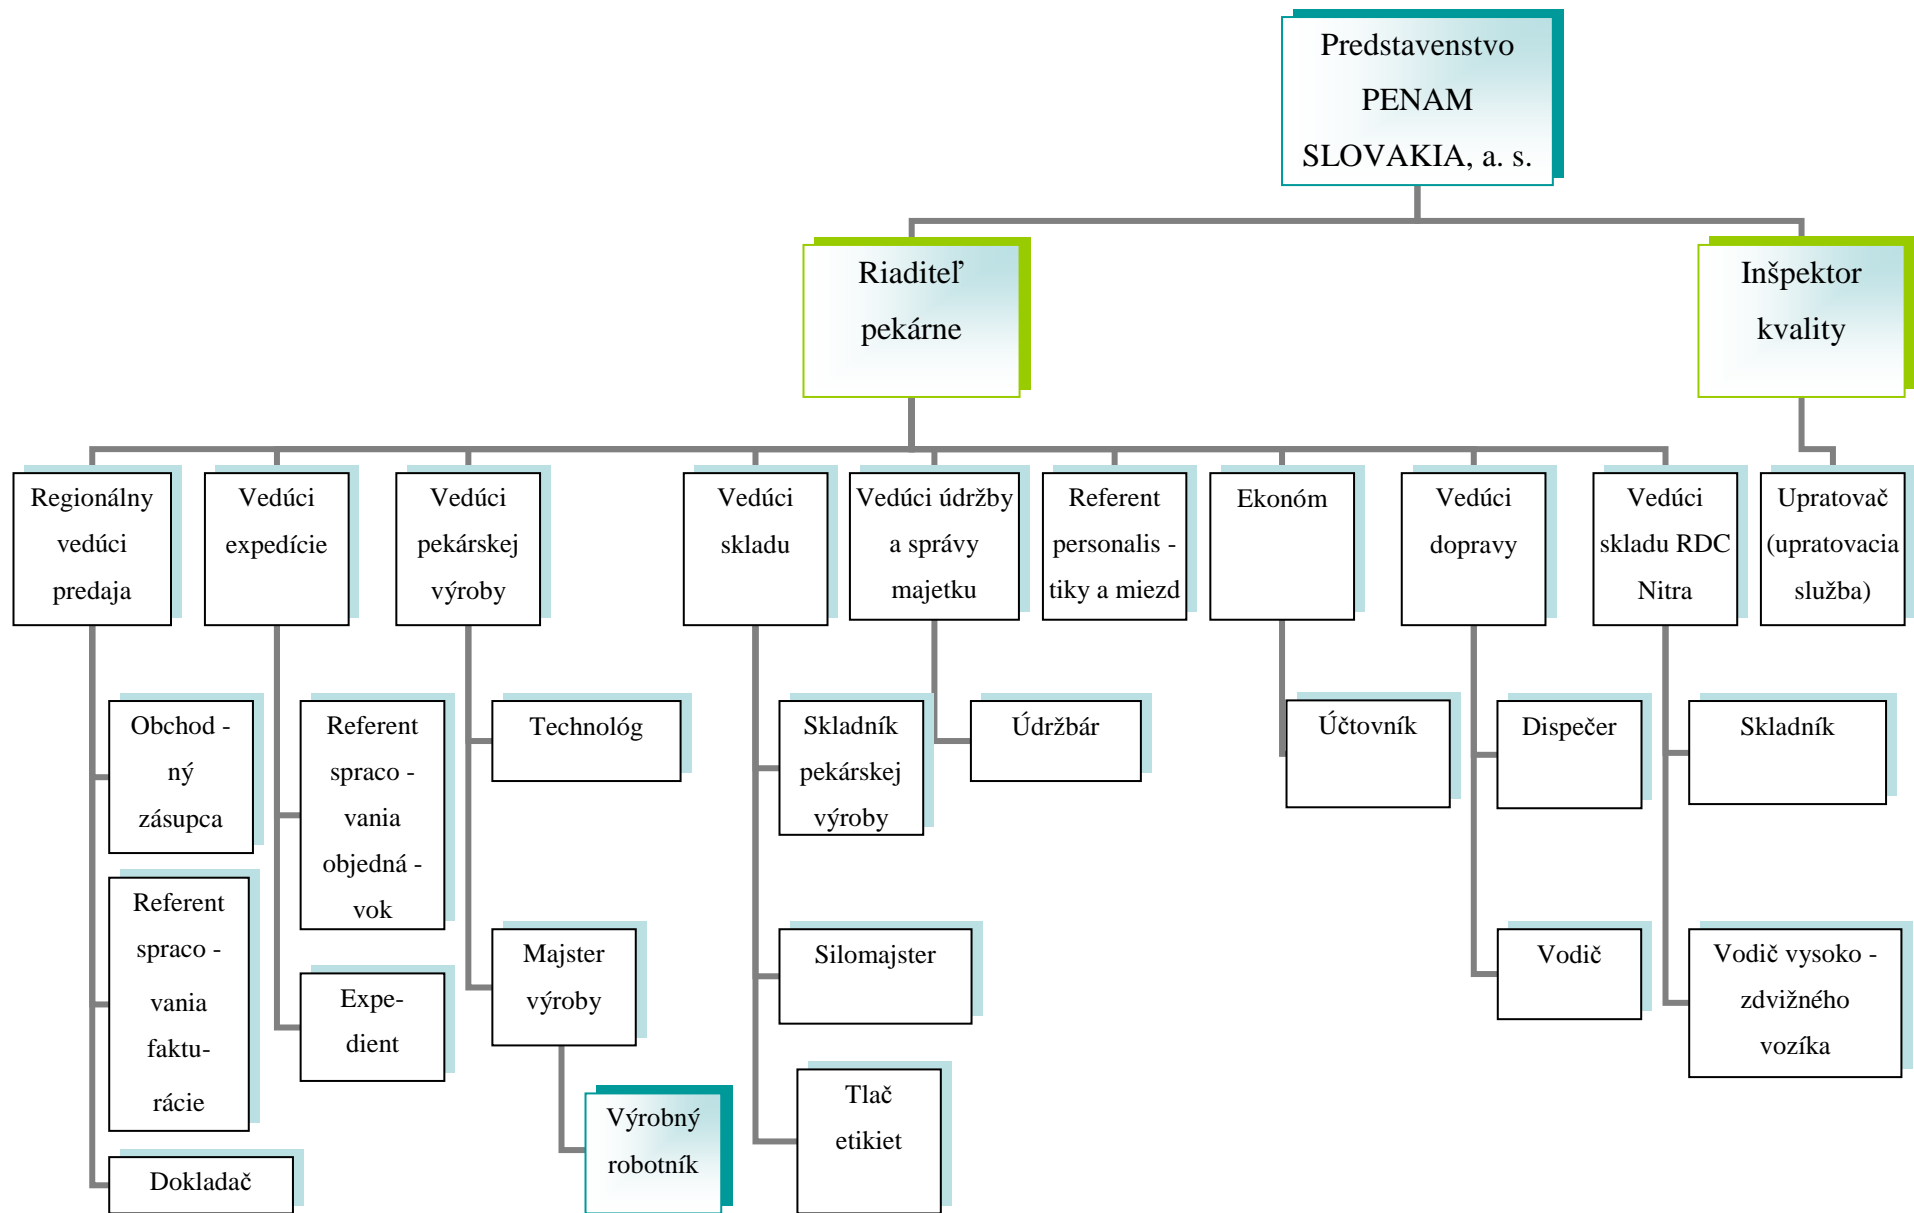 Predstavenstvo
PENAM
SLOVAKIA, a. s.
Riaditeľ
pekárne
Inšpektor
kvality
Regionálny
vedúci
predaja
Vedúci
expedície
Vedúci
pekárskej
výroby
Vedúci
skladu
Vedúci údržby
a správy
majetku
Referent
personalis -
tiky a miezd
Ekonóm
Vedúci
dopravy
Vedúci
skladu RDC
Nitra
Upratovač
(upratovacia
služba)
Obchod -
ný
zásupca
Referent
spraco -
vania
objedná -
vok
Technológ
Skladník
pekárskej
výroby
Údržbár
Účtovník
Dispečer
Skladník
Referent
spraco -
vania
faktu-
rácie
Expe-
dient
Majster
výroby
Silomajster
Vodič
Vodič vysoko -
zdvižného
vozíka
Dokladač
Výrobný
robotník
Tlač
etikiet